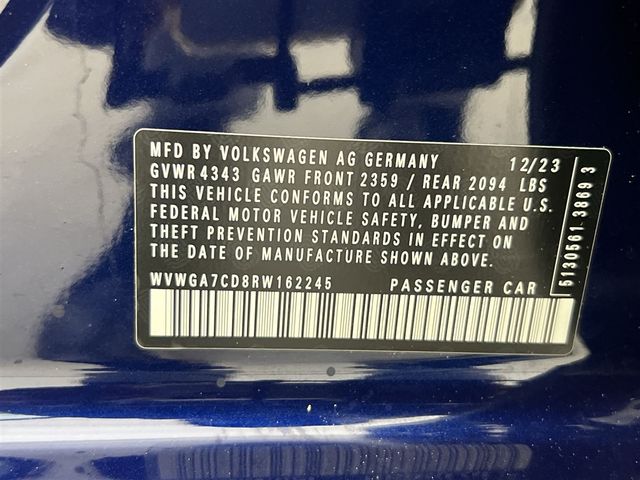 MFD BY VOLKSWAGEN AG GERMANY 12/23
GVWR 4343 GAWR FRONT 2359 / REAR 2094 LBS
THIS VEHICLE CONFORMS TO ALL APPLICABLE U.S.
FEDERAL MOTOR VEHICLE SAFETY, BUMPER AND
THEFT PREVENTION STANDARDS IN EFFECT ON
THE DATE OF MANUFACTURE SHOWN ABOVE.
WVWGA7CD8RW162245 PASSENGER CAR
5130561 3869 3